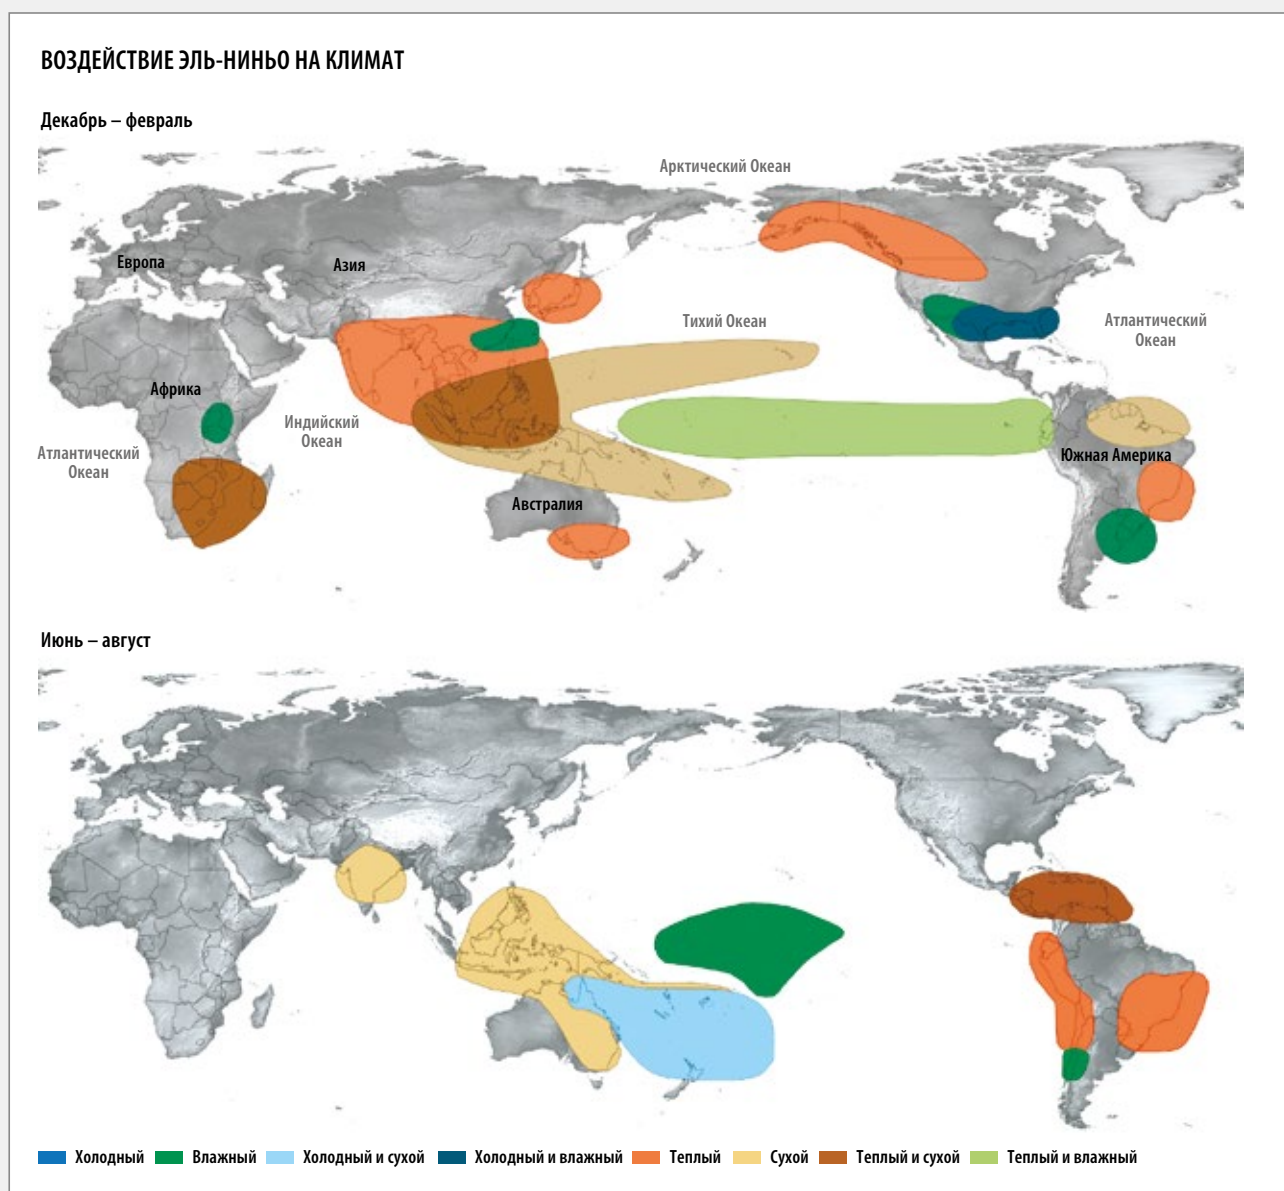 ВОЗДЕЙСТВИЕ ЭЛЬ-НИНЬО НА КЛИМАТ
Декабрь – февраль
Арктический Океан
Европа
Азия
Тихий Океан
Атлантический
Океан
Африка
Индийский
Океан
Атлантический
Океан
Южная Америка
Австралия
Июнь – август
Холодный
Влажный
Холодный и сухой
Холодный и влажный
Теплый
Сухой
Теплый и сухой
Теплый и влажный